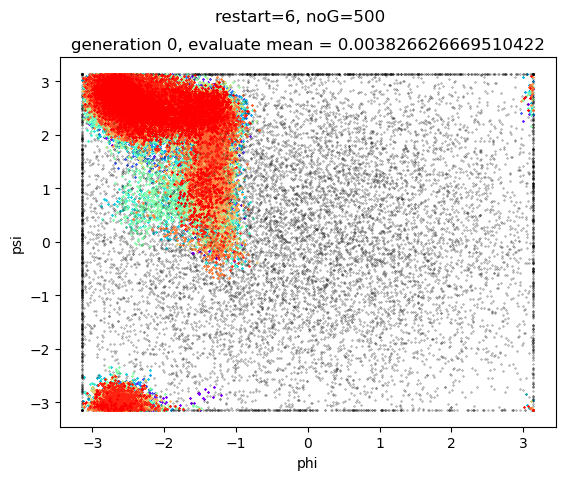 restart=6, noG=500
generation 0, evaluate mean = 0.003826626669510422
3
2
1
0
−1
−2
−3
psi
−3 −2 −1 0 1 2 3
phi